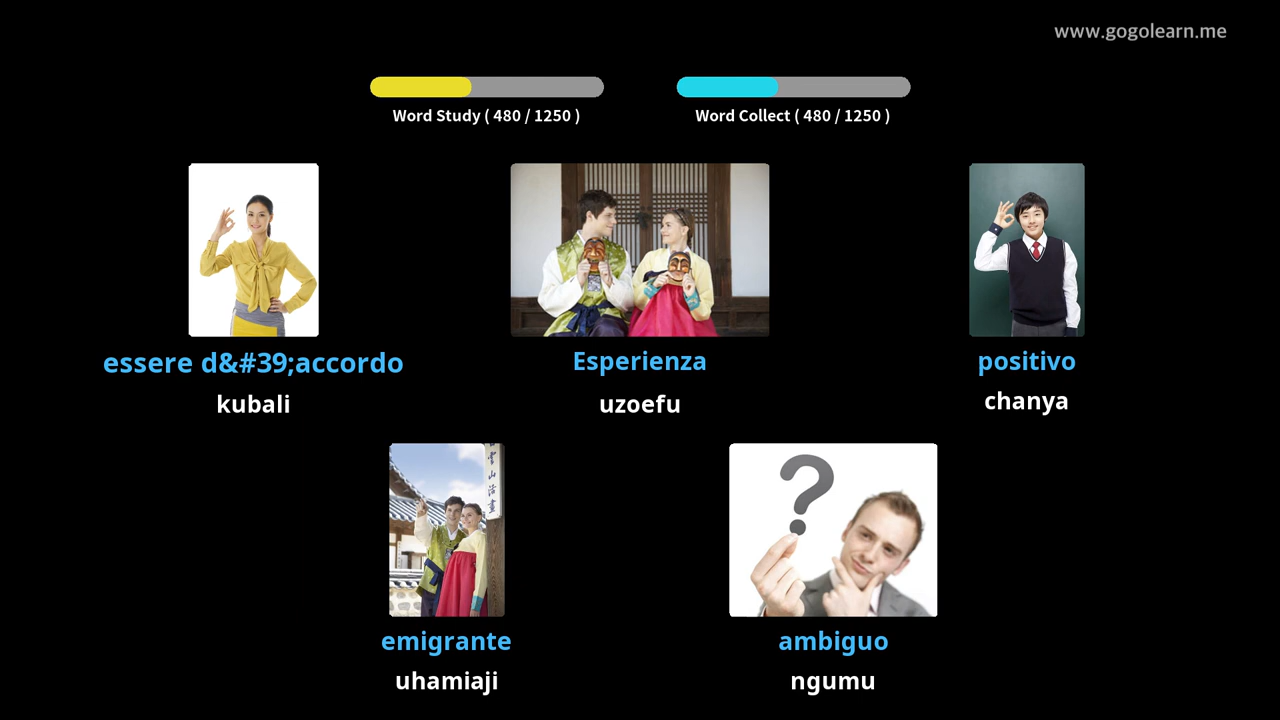 www.gogolearn.me
Word Study ( 480 / 1250 )
Word Collect ( 480 / 1250 )
essere d&#39;accordo
kubali
Esperienza
uzoefu
positivo
chanya
emigrante
uhamiaji
ambiguo
ngumu
?